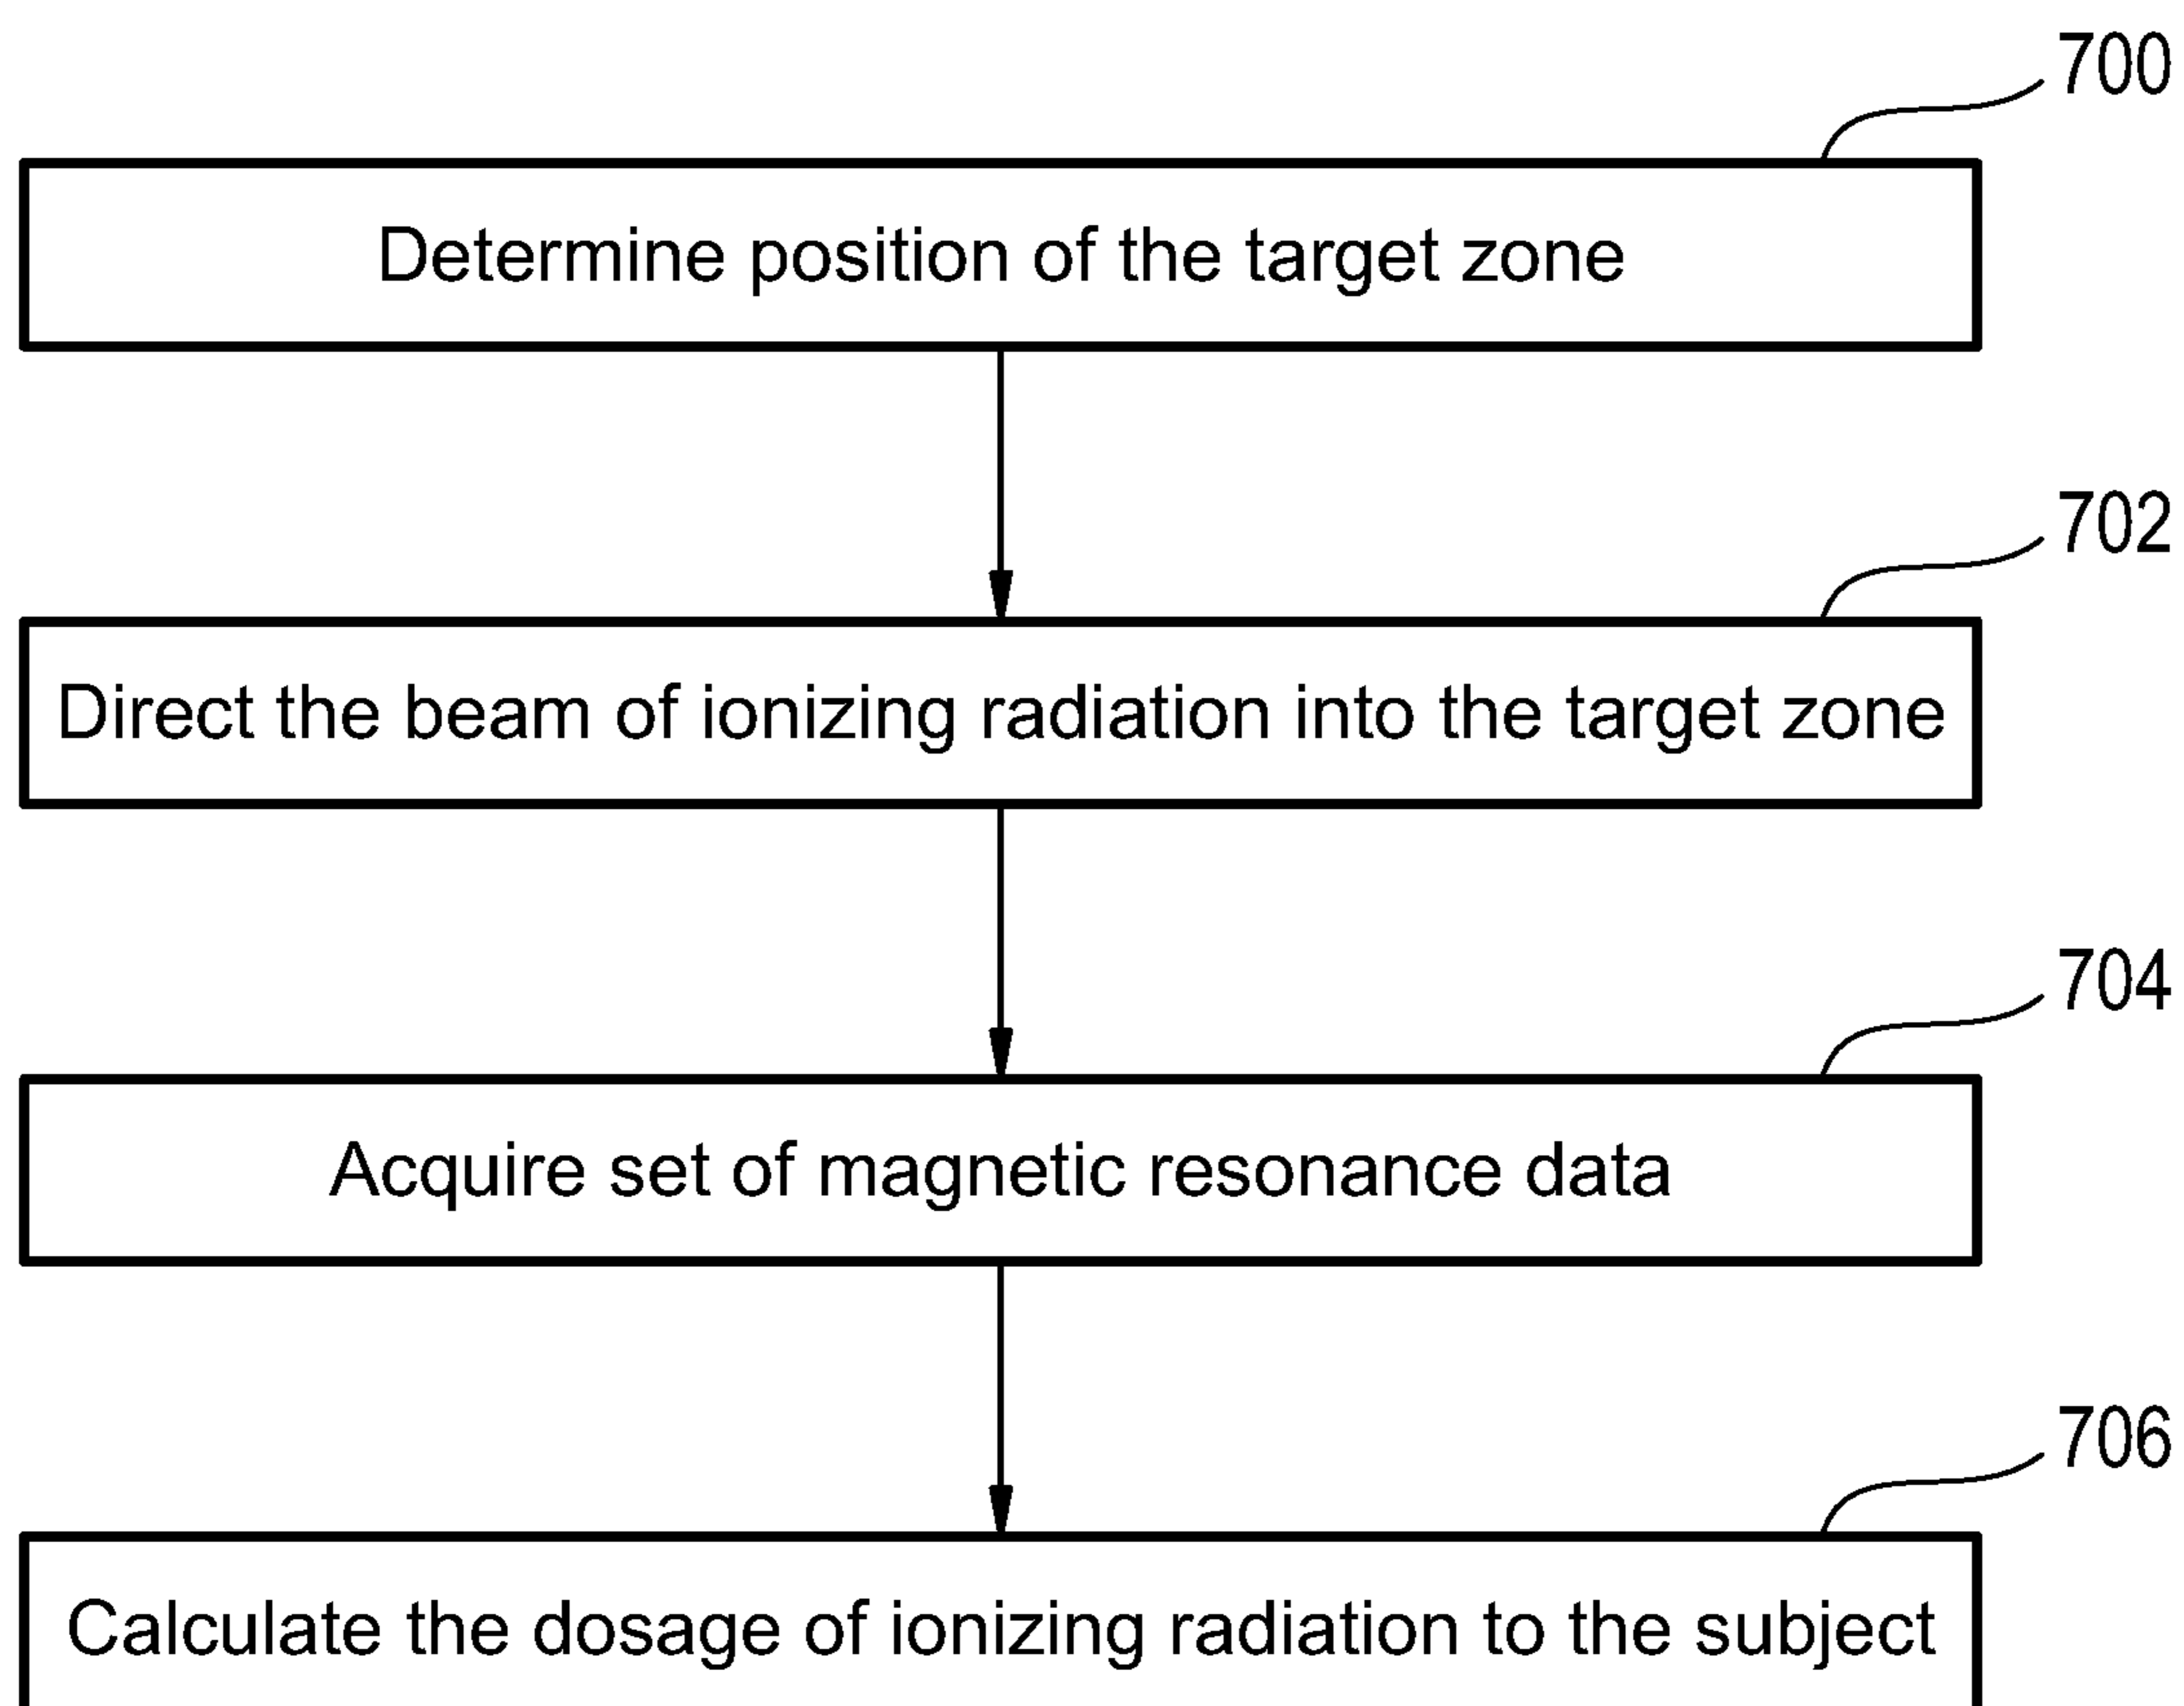 700
Determine position of the target zone
702
Direct the beam of ionizing radiation into the target zone
704
Acquire set of magnetic resonance data
706
Calculate the dosage of ionizing radiation to the subject